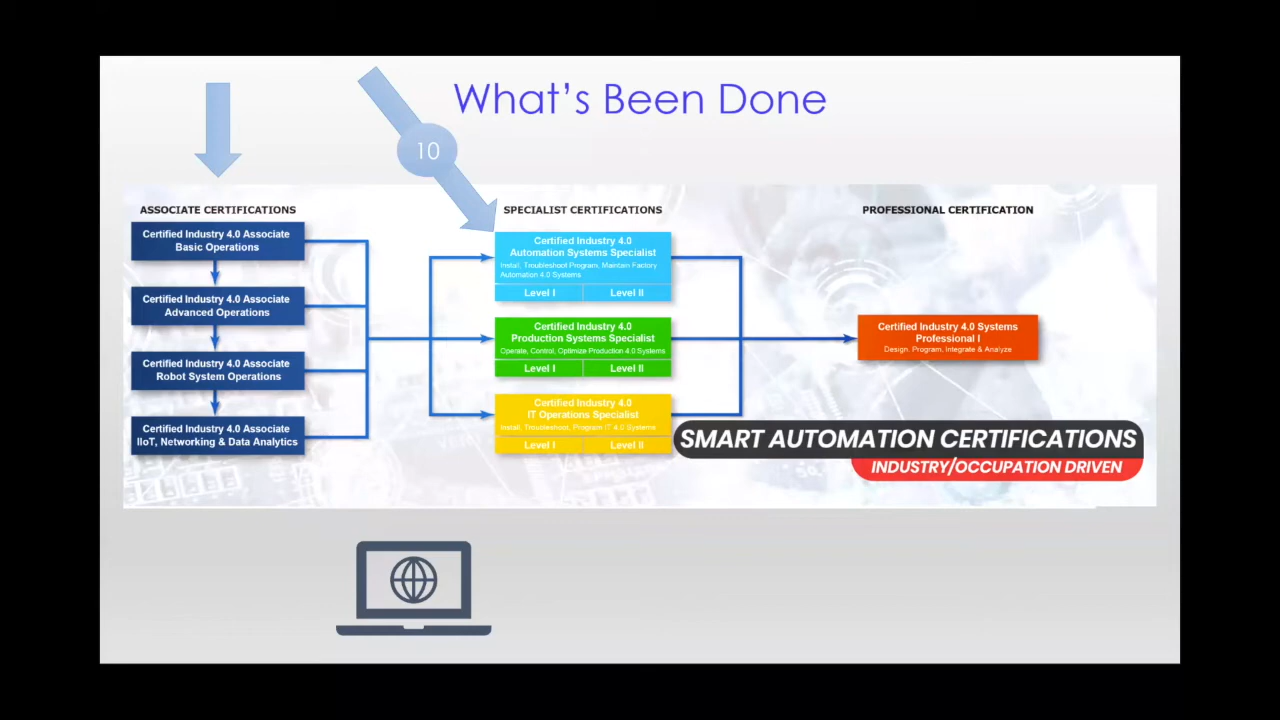 What's Been Done
10
ASSOCIATE CERTIFICATIONS
Certified Industry 4.0 Associate
Basic Operations
Certified Industry 4.0 Associate
Advanced Operations
Certified Industry 4.0 Associate
Robot System Operations
Certified Industry 4.0 Associate
IIoT, Networking & Data Analytics
SPECIALIST CERTIFICATIONS
Certified Industry 4.0
Automation Systems Specialist
Install, Troubleshoot Program, Maintain Factory
Automation 4.0 Systems
Level I Level II
Certified Industry 4.0
Production Systems Specialist
Operate, Control, Optimize Production 4.0 Systems
Level I Level II
Certified Industry 4.0
IT Operations Specialist
Install, Troubleshoot, Program IT 4.0 Systems
Level I Level II
PROFESSIONAL CERTIFICATION
Certified Industry 4.0 Systems
Professional I
Design, Program, Integrate & Analyze
SMART AUTOMATION CERTIFICATIONS
INDUSTRY/OCCUPATION DRIVEN